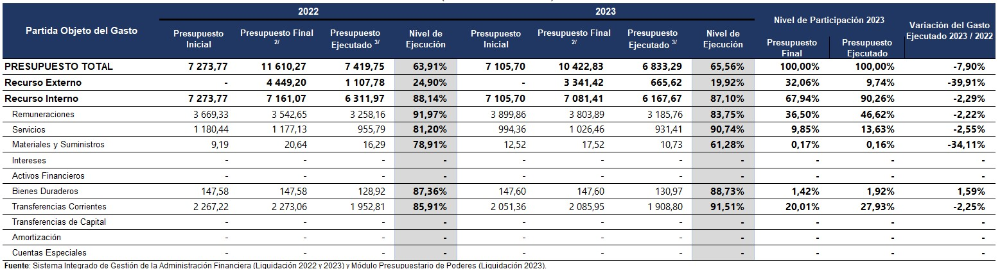 2022 2023
Partida Objeto del Gasto Presupuesto Inicial Presupuesto Final 2/ Presupuesto Ejecutado 3/ Nivel de Ejecución Presupuesto Inicial Presupuesto Final 2/ Presupuesto Ejecutado 3/ Nivel de Ejecución Nivel de Participación 2023 Presupuesto Final Presupuesto Ejecutado Variación del Gasto Ejecutado 2023 / 2022
PRESUPUESTO TOTAL 7 273,77 11 610,27 7 419,75 63,91% 7 105,70 10 422,83 6 833,29 65,56% 100,00% 100,00% -7,90%
Recurso Externo - 4 449,20 1 107,78 24,90% - 3 341,42 665,62 19,92% 32,06% 9,74% -39,91%
Recurso Interno 7 273,77 7 161,07 6 311,97 88,14% 7 105,70 7 081,41 6 167,67 87,10% 67,94% 90,26% -2,29%
Remuneraciones 3 669,33 3 542,65 3 258,16 91,97% 3 899,86 3 803,89 3 185,76 83,75% 36,50% 46,62% -2,22%
Servicios 1 180,44 1 177,13 955,79 81,20% 994,36 1 026,46 931,41 90,74% 9,85% 13,63% -2,55%
Materiales y Suministros 9,19 20,64 16,29 78,91% 12,52 17,52 10,73 61,28% 0,17% 0,16% -34,11%
Intereses - - - - - - - - - - -
Activos Financieros - - - - - - - - - - -
Bienes Duraderos 147,58 147,58 128,92 87,36% 147,60 147,60 130,97 88,73% 1,42% 1,92% 1,59%
Transferencias Corrientes 2 267,22 2 273,06 1 952,81 85,91% 2 051,36 2 085,95 1 908,80 91,51% 20,01% 27,93% -2,25%
Transferencias de Capital - - - - - - - - - - -
Amortización - - - - - - - - - - -
Cuentas Especiales - - - - - - - - - - -
Fuente: Sistema Integrado de Gestión de la Administración Financiera (Liquidación 2022 y 2023) y Módulo Presupuestario de Poderes (Liquidación 2023).